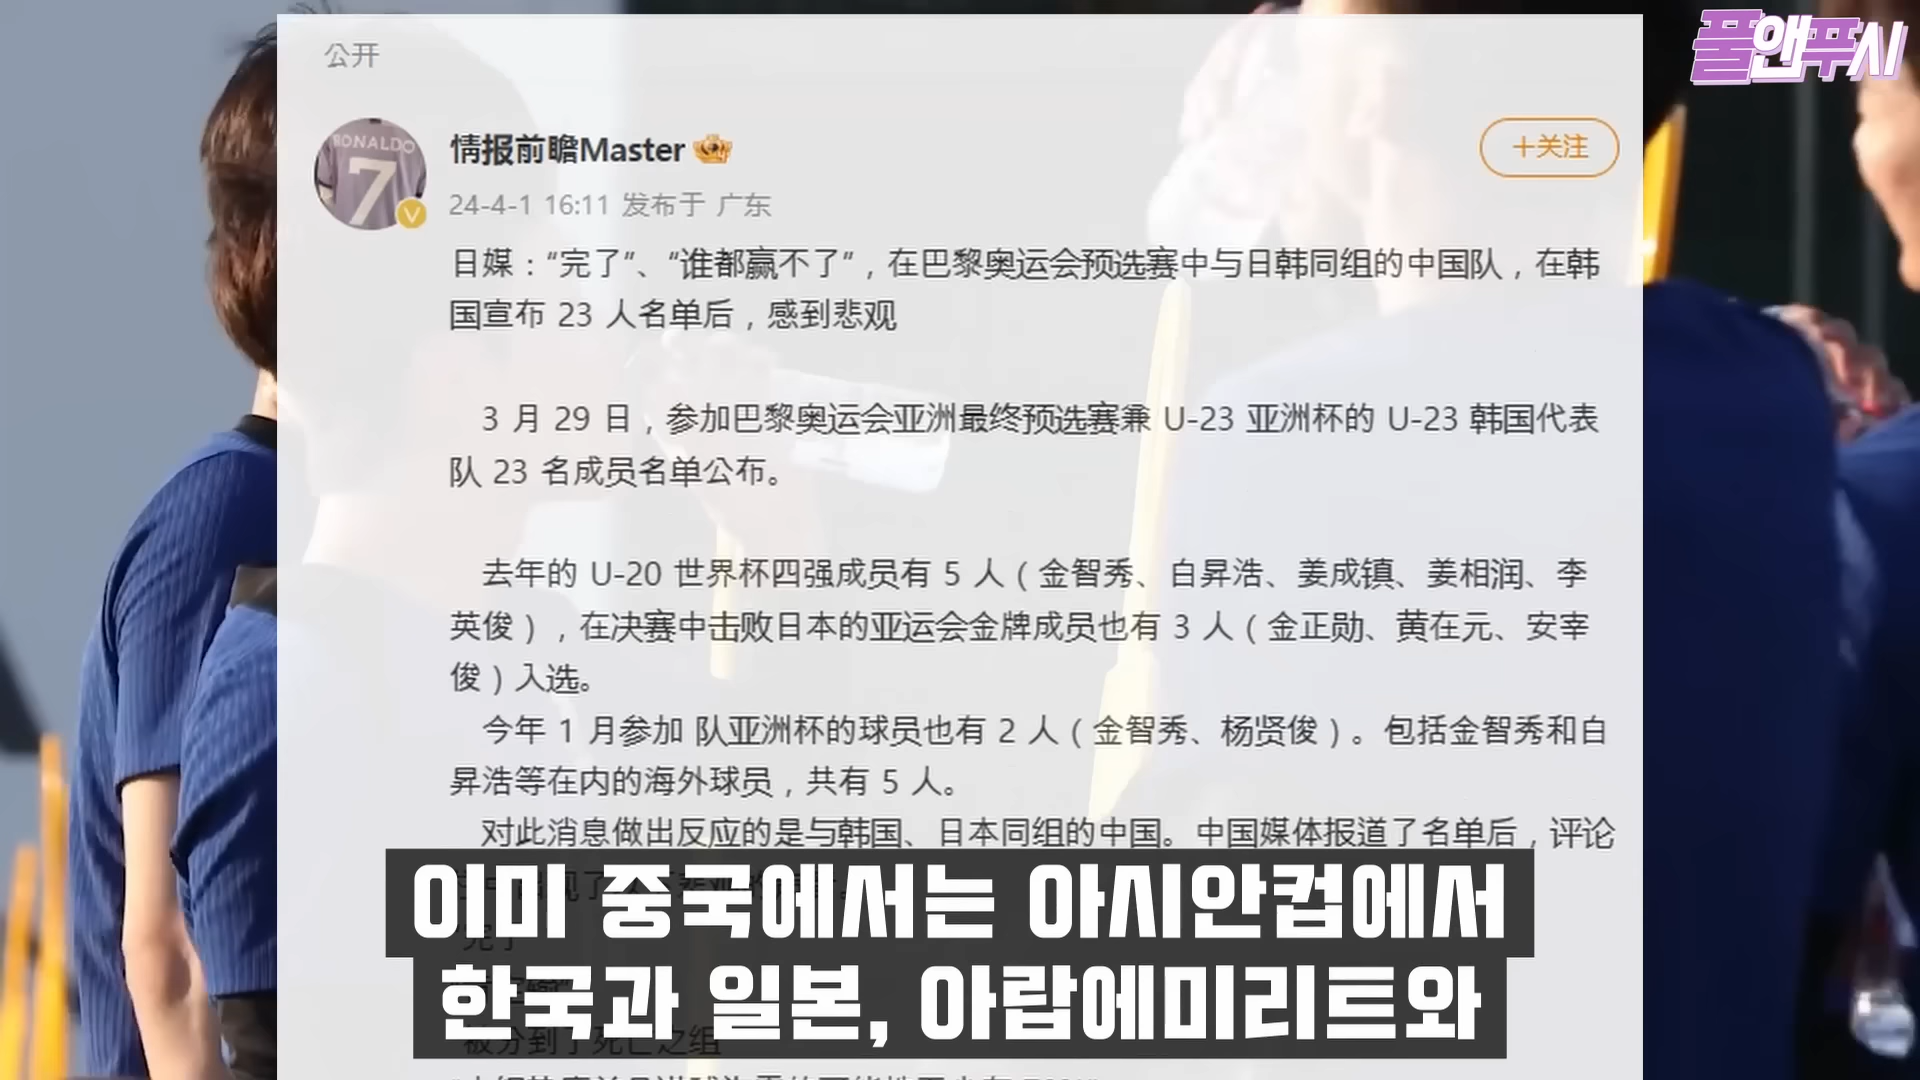 公开
풀앤푸시
RONALDO
7
情报前瞻Master
+关注
24-4-1 16:11 发布于 广东
日媒：“完了”、“谁都赢不了”，在巴黎奥运会预选赛中与日韩同组的中国队，在韩
国宣布 23 人名单后，感到悲观
3 月 29 日，参加巴黎奥运会亚洲最终预选赛兼 U-23 亚洲杯的 U-23 韩国代表
队 23 名成员名单公布。
去年的 U-20 世界杯四强成员有 5 人（金智秀、白昇浩、姜成镇、姜相润、李
英俊），在决赛中击败日本的亚运会金牌成员也有 3 人（金正勋、黄在元、安宰
俊）入选。
今年 1 月参加 队亚洲杯的球员也有 2 人（金智秀、杨贤俊）。包括金智秀和白
昇浩等在内的海外球员，共有 5 人。
对此消息做出反应的是与韩国、日本同组的中国。中国媒体报道了名单后，评论
이미 중국에서는 아시안컵에서
完了
한국과 일본, 아랍에미리트와
被分到了死亡之组